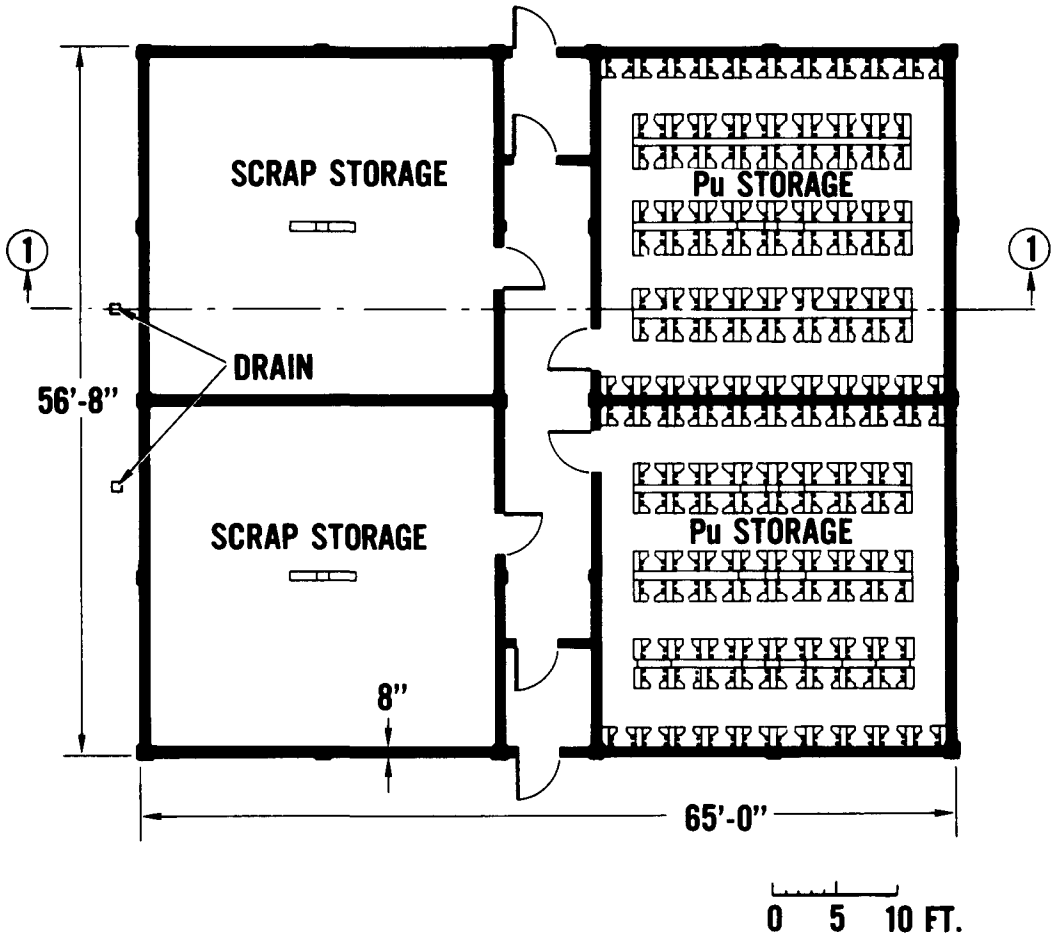 SCRAP STORAGE
Pu STORAGE
1
1
DRAIN
56'-8"
SCRAP STORAGE
Pu STORAGE
8"
65'-0"
0 5 10 FT.